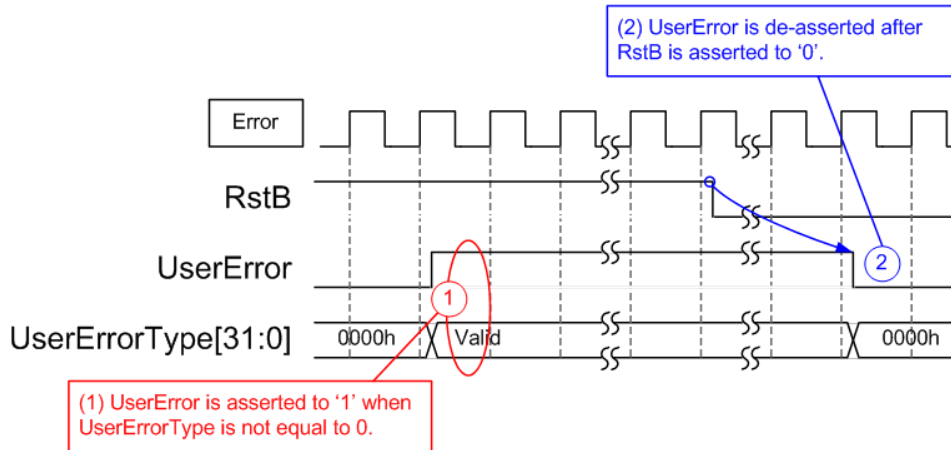 (2) UserError is de-asserted after
RstB is asserted to ‘0’.
Error
RstB
UserError
2
1
UserErrorType[31:0]
0000h
Valid
0000h
(1) UserError is asserted to ‘1’ when
UserErrorType is not equal to 0.